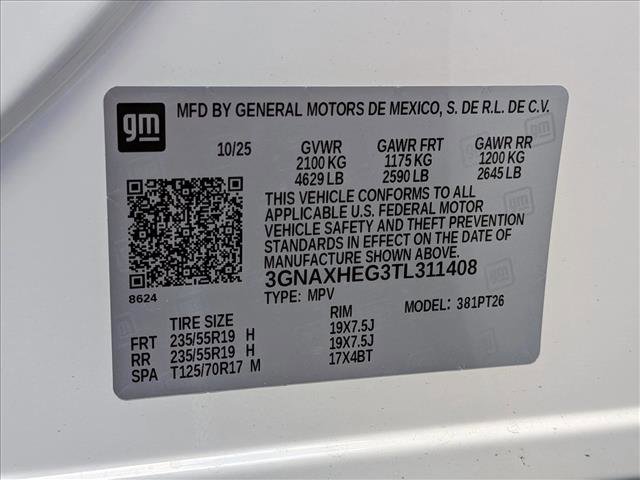 gm MFD BY GENERAL MOTORS DE MEXICO, S. DE R.L. DE C.V.
10/25 GVWR GAWR FRT GAWR RR
2100 KG 1175 KG 1200 KG
4629 LB 2590 LB 2645 LB
THIS VEHICLE CONFORMS TO ALL
APPLICABLE U.S. FEDERAL MOTOR
VEHICLE SAFETY AND THEFT PREVENTION
STANDARDS IN EFFECT ON THE DATE OF
MANUFACTURE SHOWN ABOVE.
3GNAXHEG3TL311408
8624 TYPE: MPV MODEL: 381PT26
TIRE SIZE RIM
FRT 235/55R19 H 19X7.5J
RR 235/55R19 H 19X7.5J
SPA T125/70R17 M 17X4BT